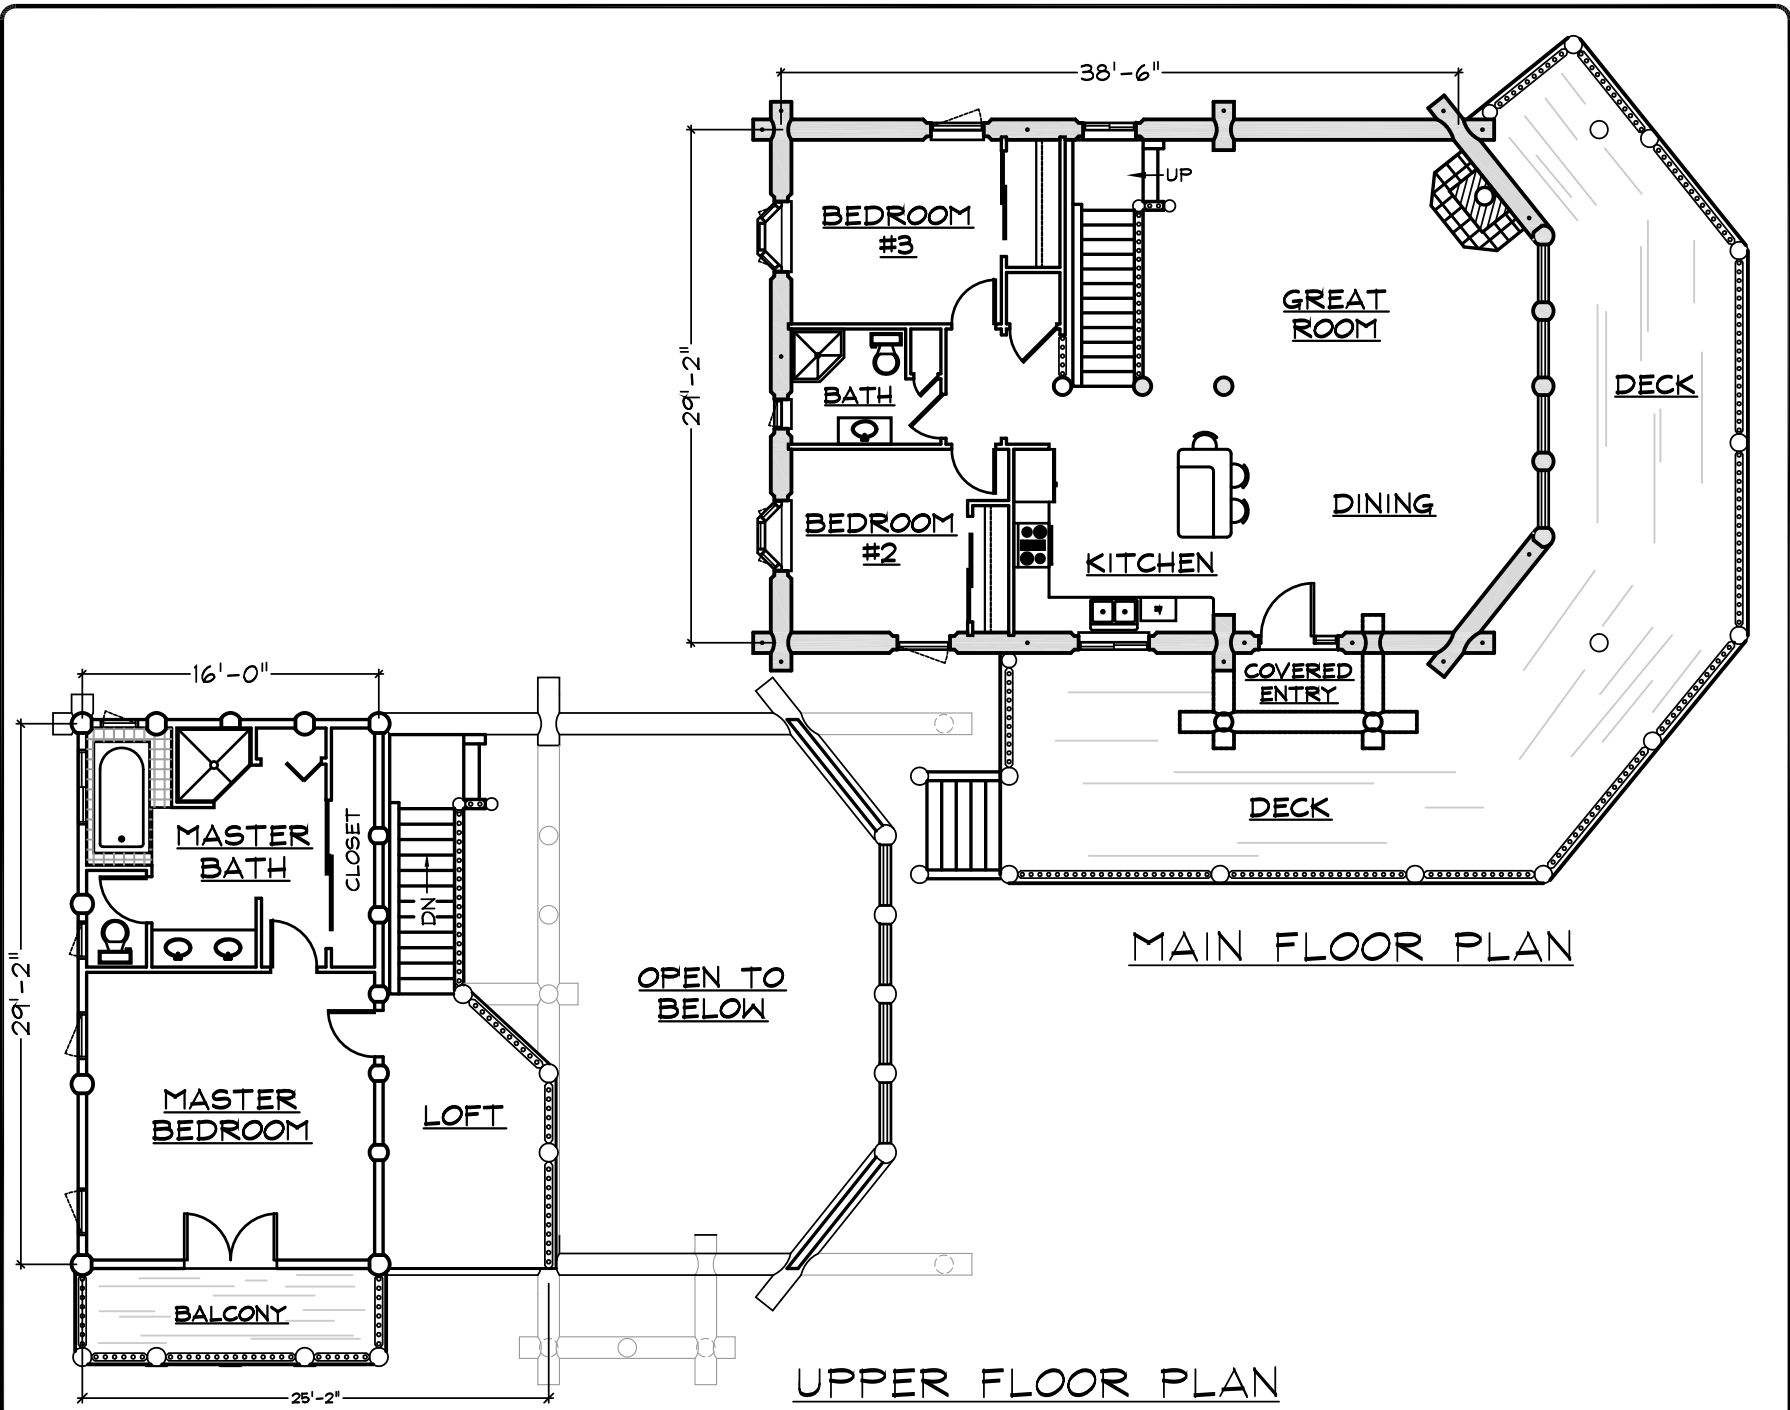 38'-6"
UP
BEDROOM
#3
GREAT
ROOM
29'-2"
DECK
BATH
DINING
BEDROOM
#2
KITCHEN
COVERED
ENTRY
DECK
MAIN FLOOR PLAN
16'-0"
MASTER
BATH
CLOSET
DN
29'-2"
OPEN TO
BELOW
MASTER
BEDROOM
LOFT
BALCONY
25'-2"
UPPER FLOOR PLAN